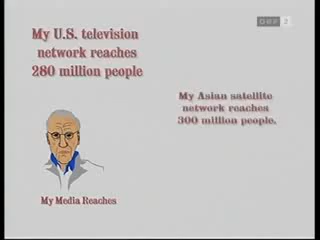 My U.S. television
network reaches
280 million people
ORF 2
My Asian satellite
network reaches
300 million people.
My Media Reaches